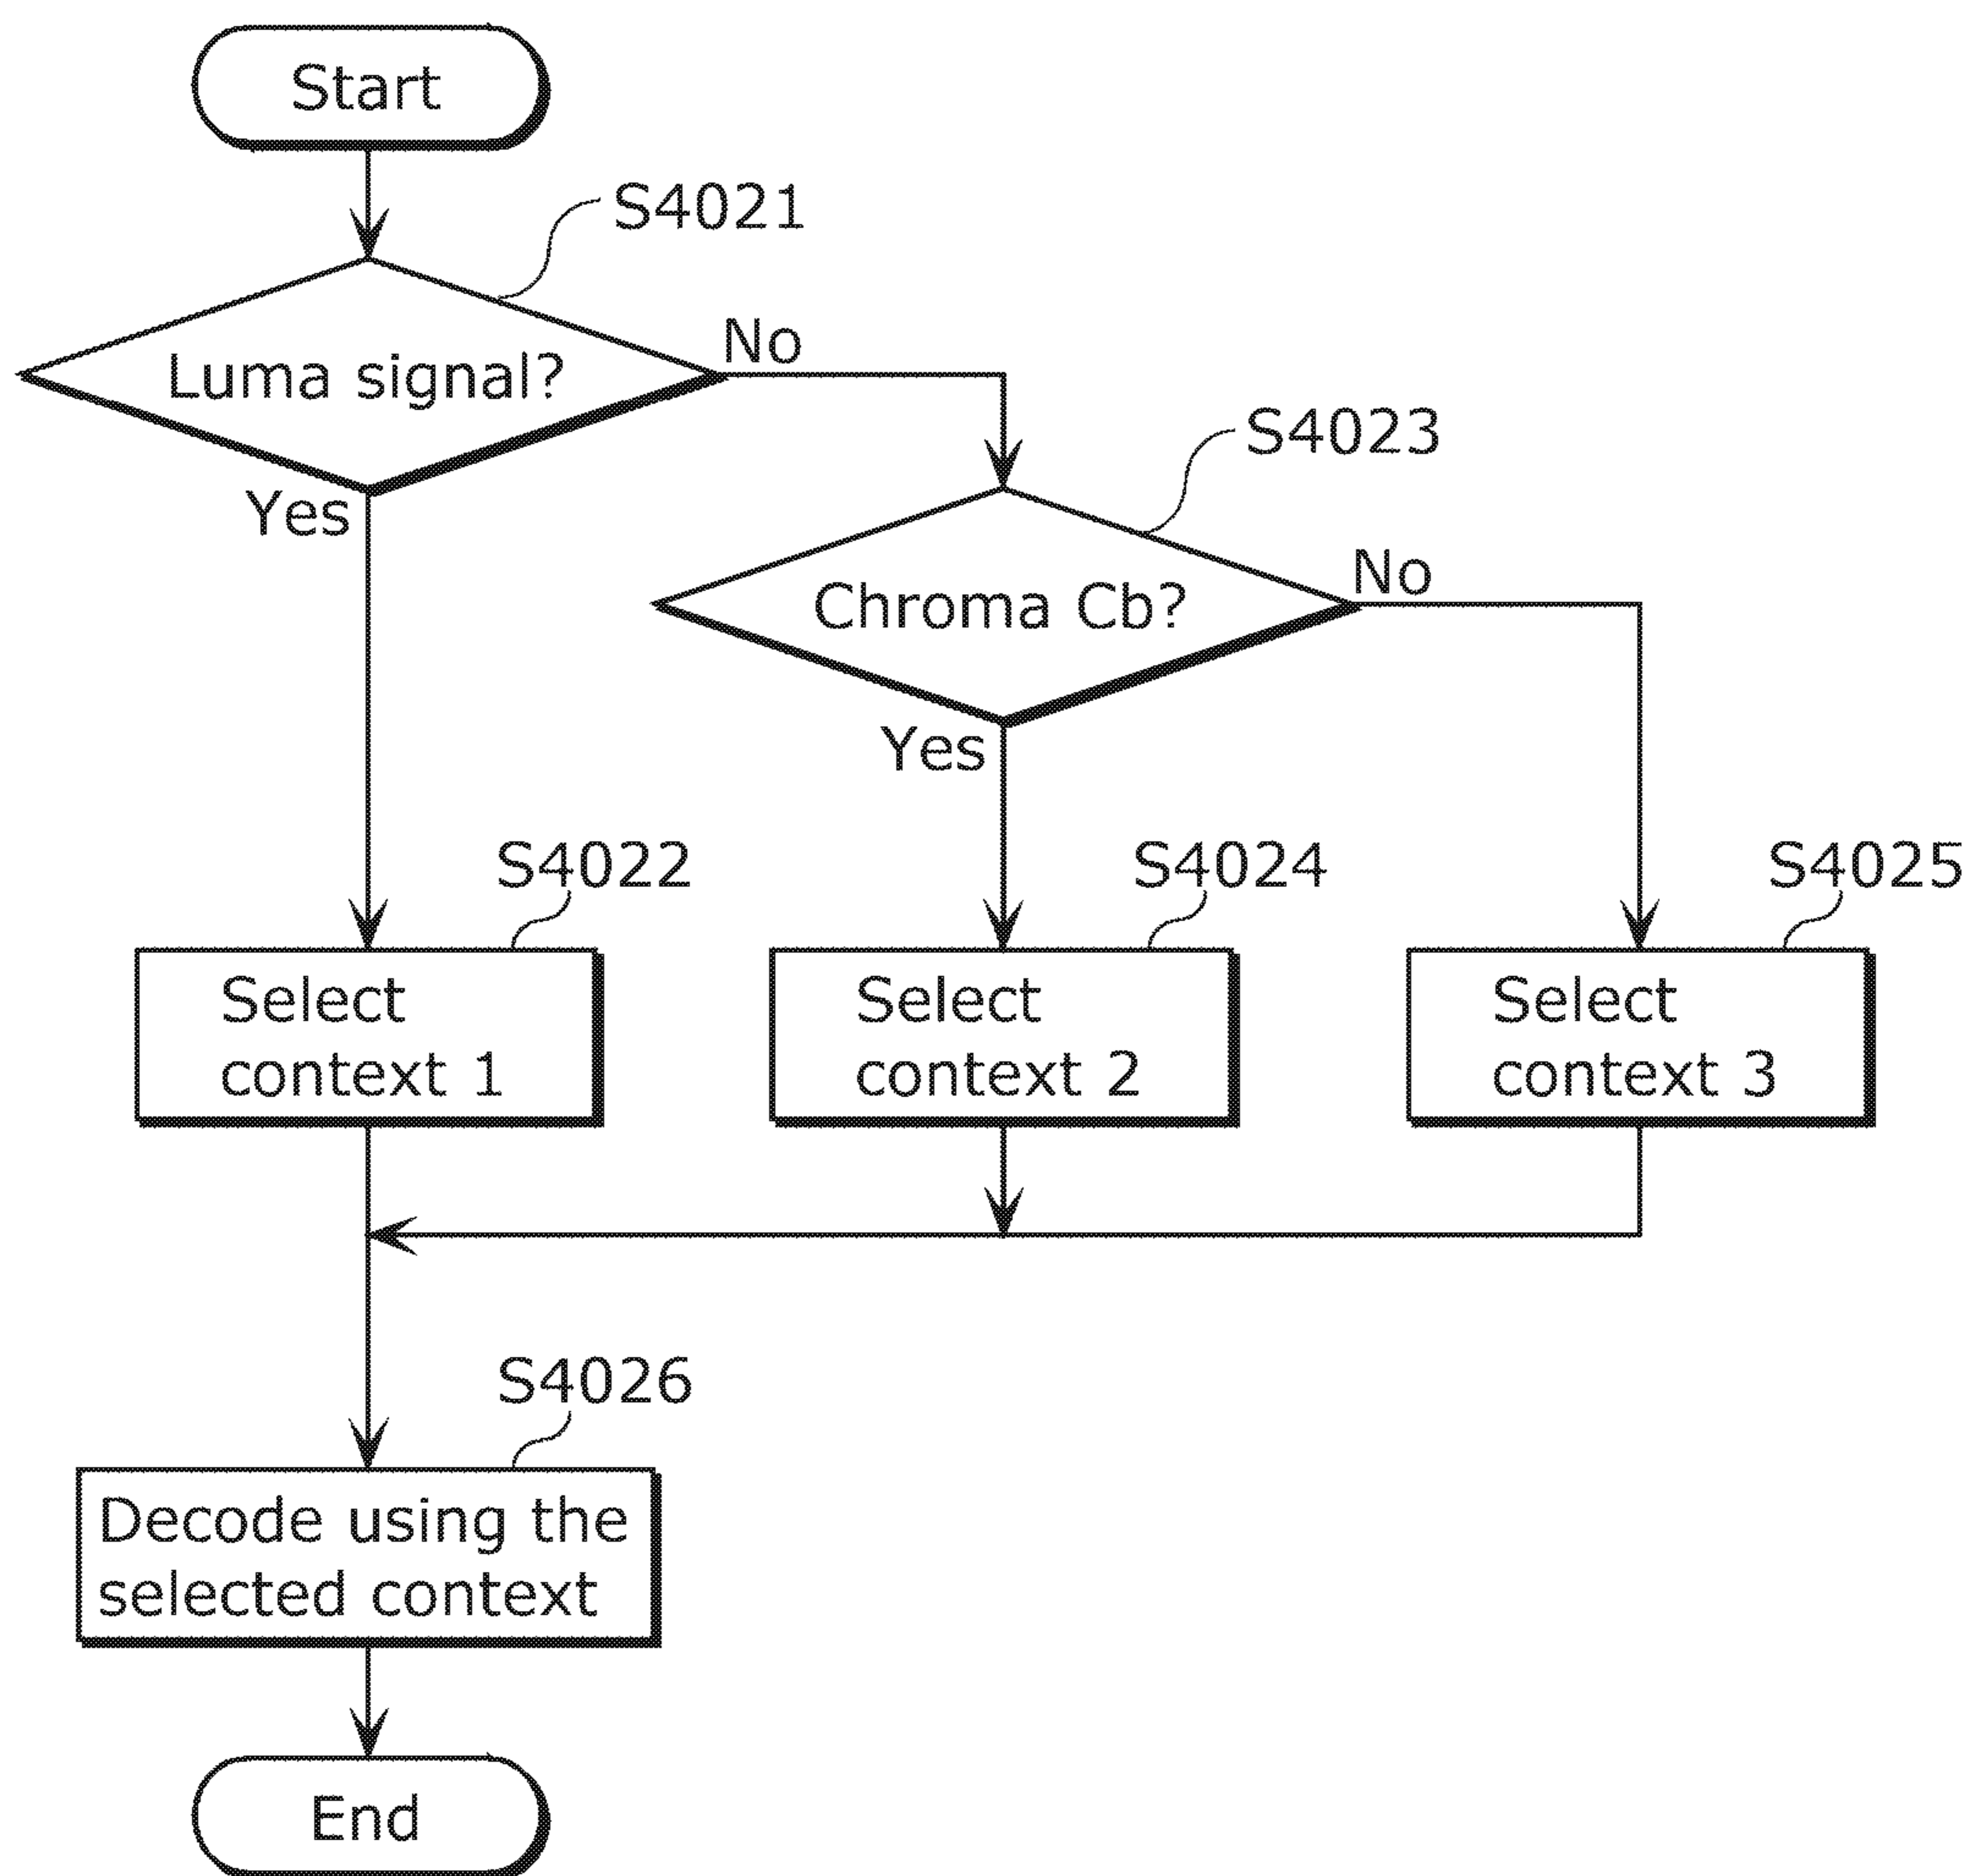 Start
S4021
Luma signal?
No
Yes
S4023
Chroma Cb?
No
Yes
S4022
S4024
S4025
Select
context 1
Select
context 2
Select
context 3
S4026
Decode using the
selected context
End